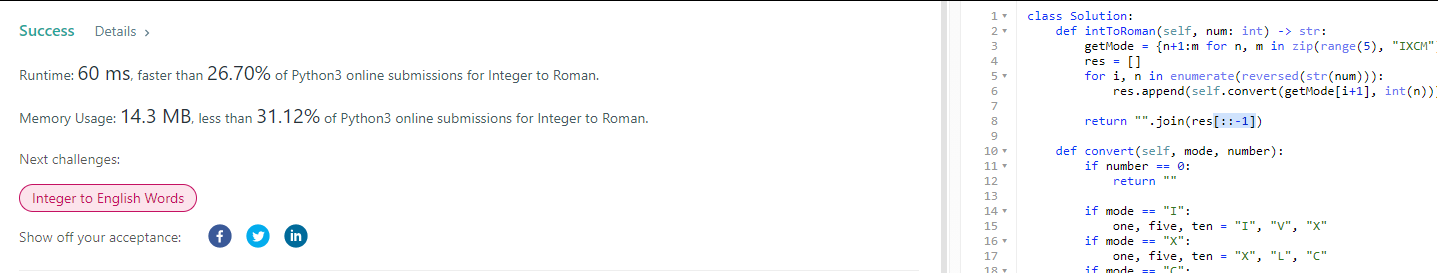 Success Details >
Runtime: 60 ms, faster than 26.70% of Python3 online submissions for Integer to Roman.
Memory Usage: 14.3 MB, less than 31.12% of Python3 online submissions for Integer to Roman.
Next challenges:
Integer to English Words
Show off your acceptance:
1 class Solution:
2 def intToRoman(self, num: int) -> str:
3 getMode = {n+1:m for n, m in zip(range(5), "IXCM"
4 res = []
5 for i, n in enumerate(reversed(str(num))):
6 res.append(self.convert(getMode[i+1], int(n))
7
8 return "".join(res[::-1])
9
10 def convert(self, mode, number):
11 if number == 0:
12 return ""
13
14 if mode == "I":
15 one, five, ten = "I", "V", "X"
16 if mode == "X":
17 one, five, ten = "X", "L", "C"
18 if mode == "C":